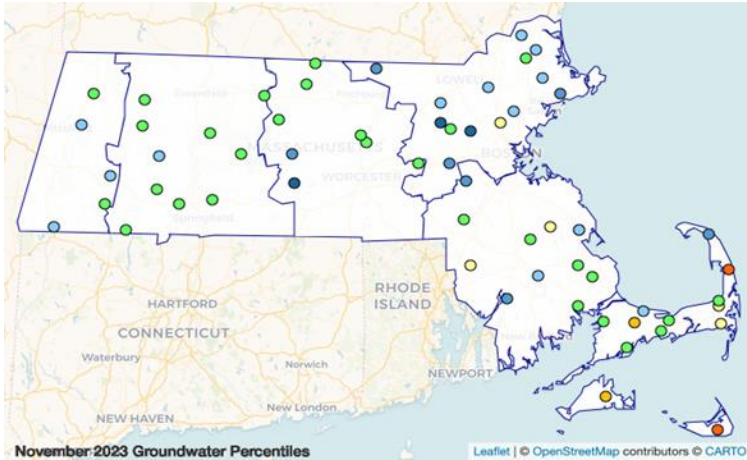 LOWELL
MASSACHUSETTS
BOSTON
WORCESTER
Springfield
HARTFORD
CONNECTICUT
RHODE
ISLAND
Waterbury
Norwich
NEWPORT
New London
NEW HAVEN
November 2023 Groundwater Percentiles
Leaflet | © OpenStreetMap contributors © CARTO